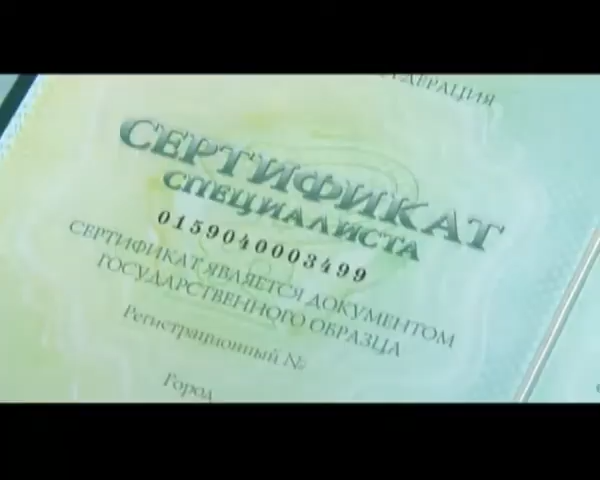 СЕРТИФИКАТ
СПЕЦИАЛИСТА
0159040003499
СЕРТИФИКАТ ЯВЛЯЕТСЯ ДОКУМЕНТОМ
ГОСУДАРСТВЕННОГО ОБРАЗЦА
Регистрационный №
Город